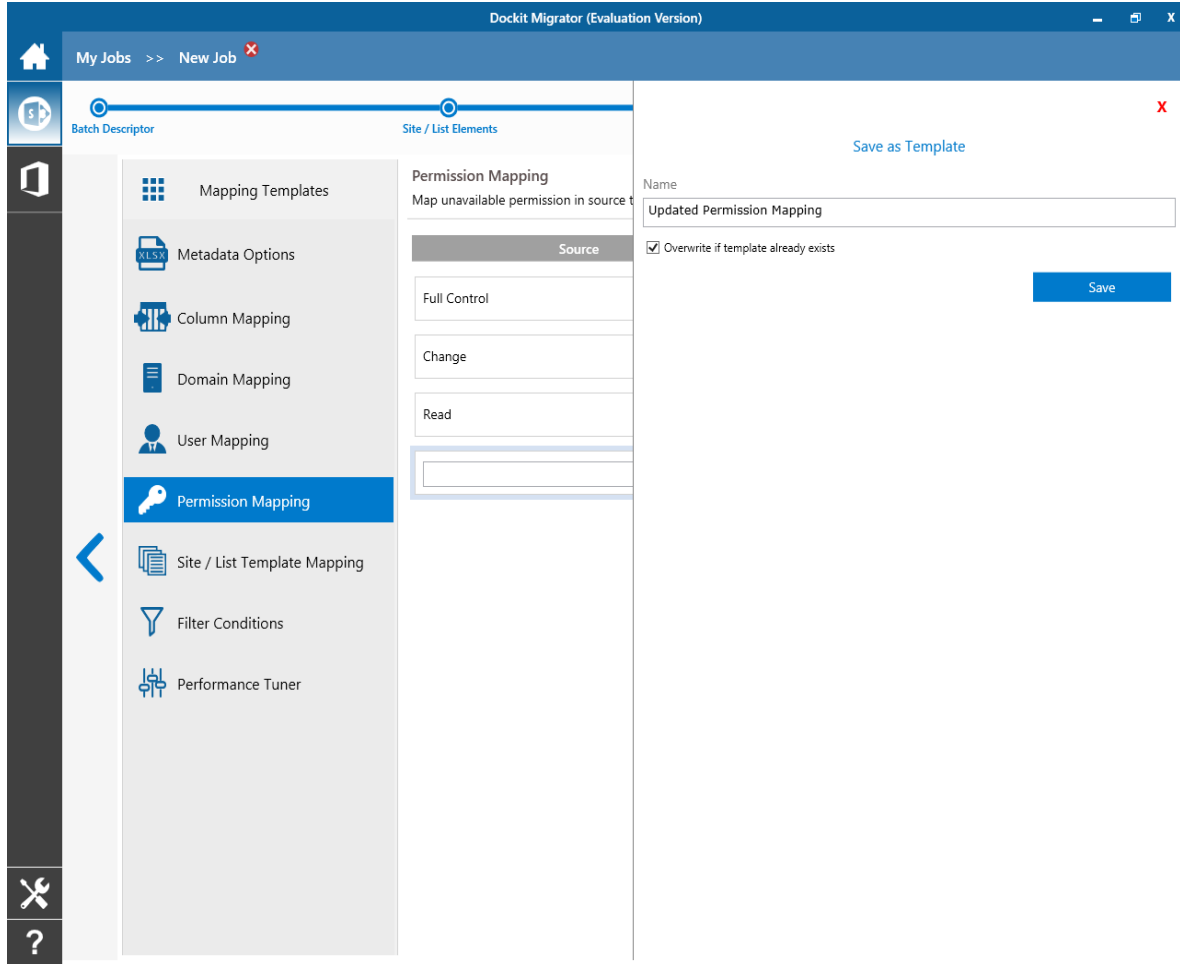 Dockit Migrator (Evaluation Version)
My Jobs >> New Job
Batch Descriptor
Site / List Elements
Mapping Templates
Metadata Options
XLSX
Column Mapping
Domain Mapping
User Mapping
Permission Mapping
Site / List Template Mapping
Filter Conditions
Performance Tuner
Permission Mapping
Map unavailable permission in source t
Source
Full Control
Change
Read
X
Save as Template
Name
Updated Permission Mapping
Overwrite if template already exists
Save